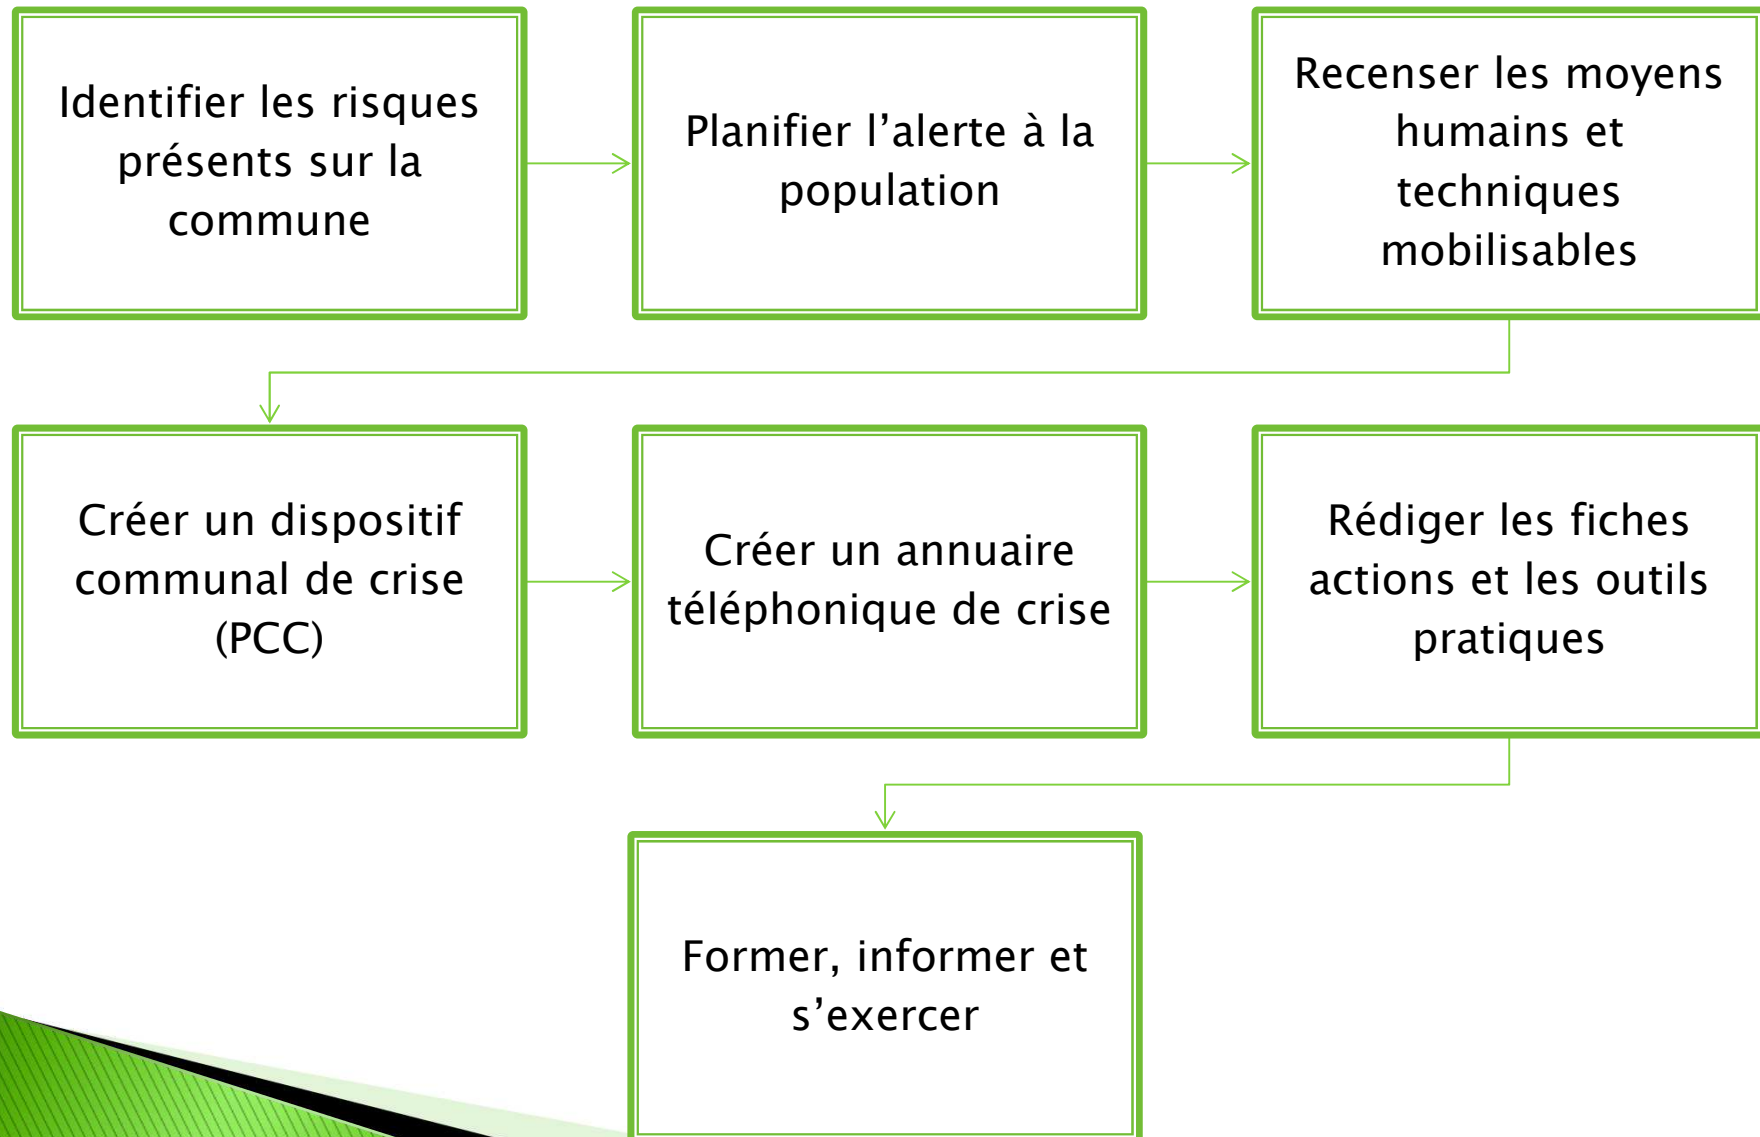 Identifier les risques
présents sur la
commune
Planifier l’alerte à la
population
Recenser les moyens
humains et
techniques
mobilisables
Créer un dispositif
communal de crise
(PCC)
Créer un annuaire
téléphonique de crise
Rédiger les fiches
actions et les outils
pratiques
Former, informer et
s’exercer